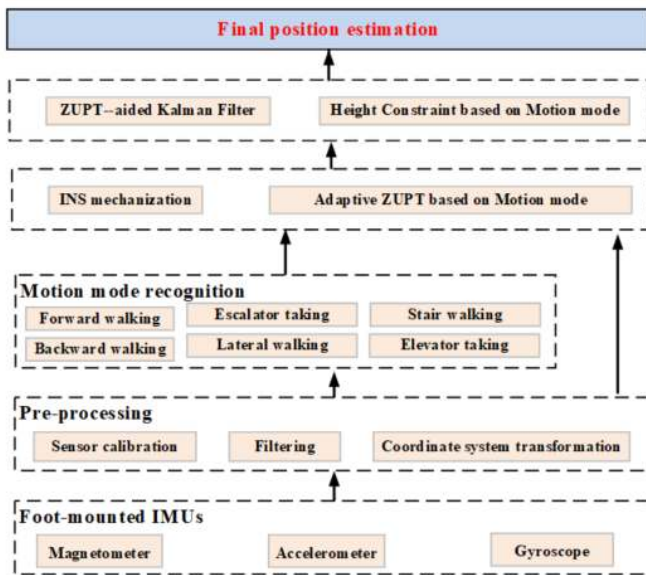 Final position estimation
ZUPT--aided Kalman Filter
Height Constraint based on Motion mode
INS mechanization
Adaptive ZUPT based on Motion mode
Motion mode recognition
Forward walking
Escalator taking
Stair walking
Backward walking
Lateral walking
Elevator taking
Pre-processing
Sensor calibration
Filtering
Coordinate system transformation
Foot-mounted IMUs
Magnetometer
Accelerometer
Gyroscope